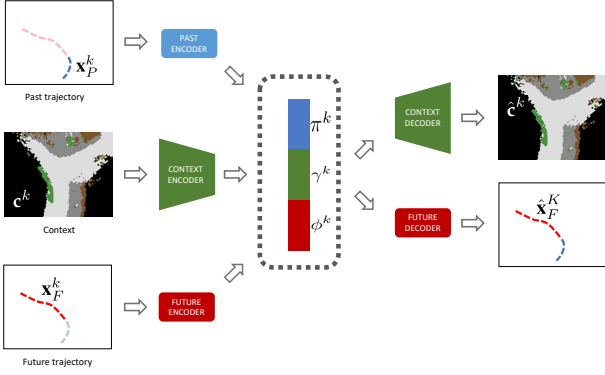 x_P^k
Past trajectory
PAST
ENCODER
c^k
Context
CONTEXT
ENCODER
x_F^k
Future trajectory
FUTURE
ENCODER
π^k
γ^k
ϕ^k
CONTEXT
DECODER
ĉ^k
FUTURE
DECODER
x̂_F^K